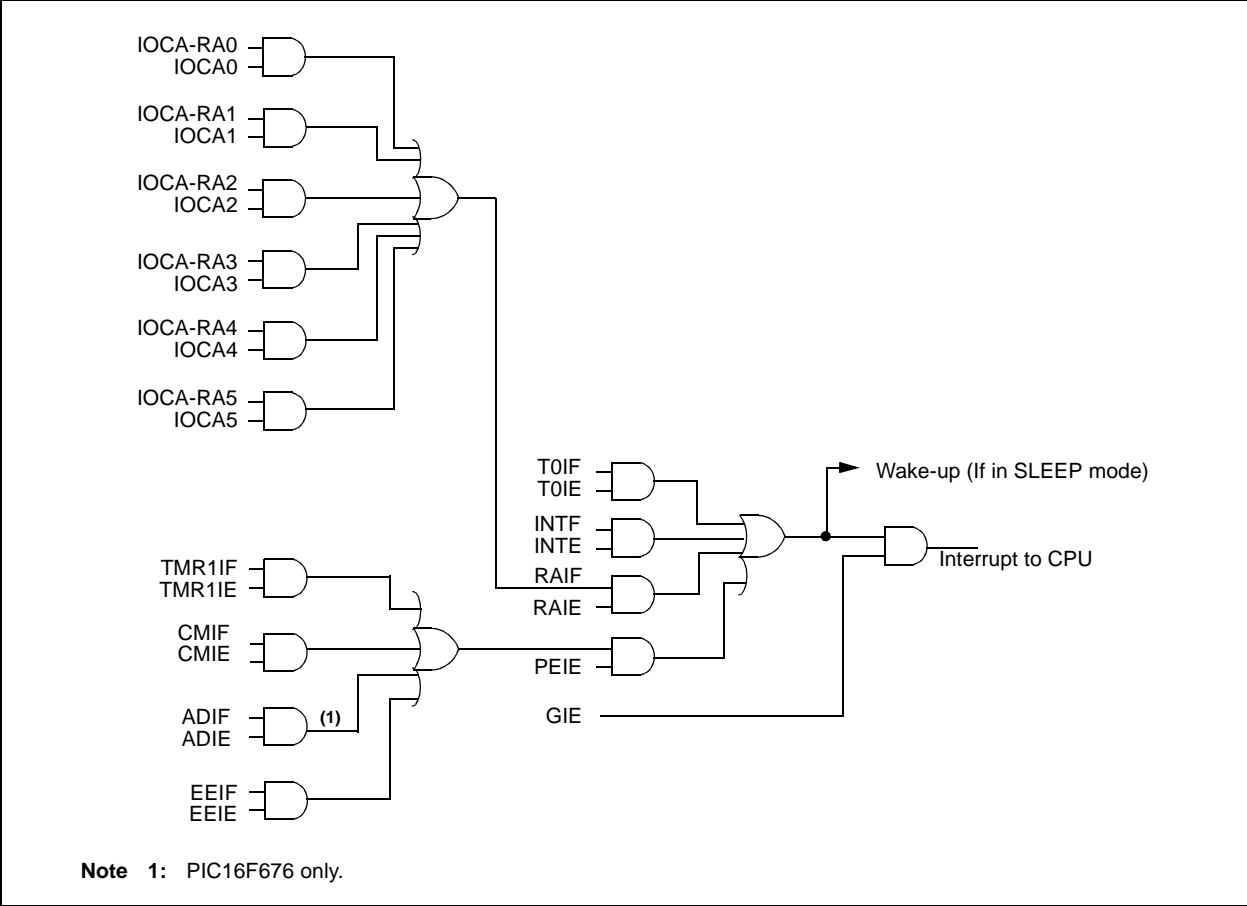 IOCA-RA0
IOCA0
IOCA-RA1
IOCA1
IOCA-RA2
IOCA2
IOCA-RA3
IOCA3
IOCA-RA4
IOCA4
IOCA-RA5
IOCA5
T0IF
T0IE
INTF
INTE
RAIF
RAIE
PEIE
GIE
Wake-up (If in SLEEP mode)
Interrupt to CPU
TMR1IF
TMR1IE
CMIF
CMIE
ADIF
ADIE
(1)
EEIF
EEIE
Note 1: PIC16F676 only.